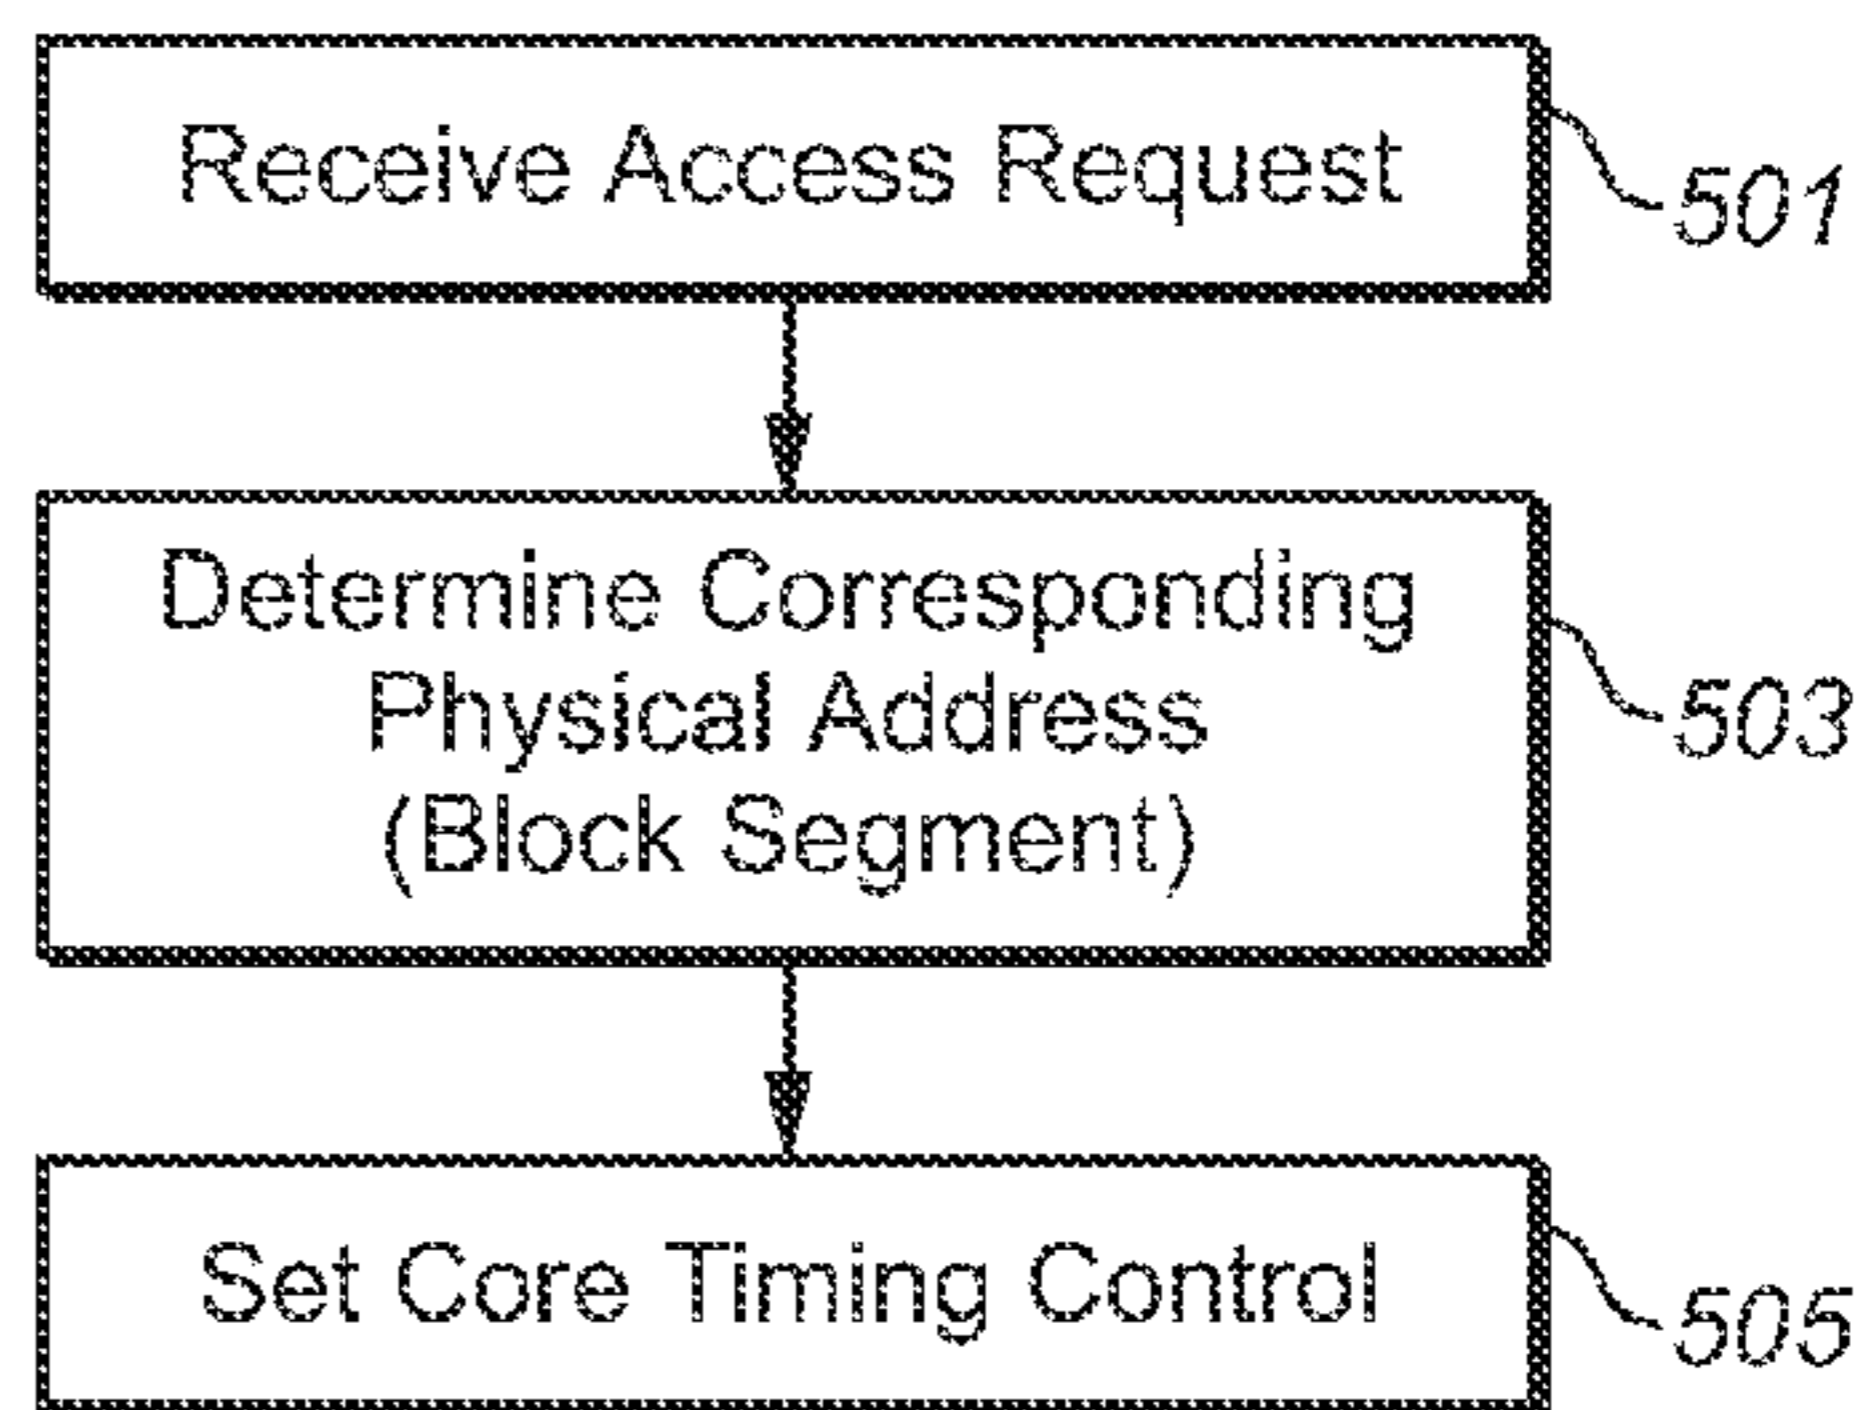 Receive Access Request
501
Determine Corresponding
Physical Address
(Block Segment)
503
Set Core Timing Control
505